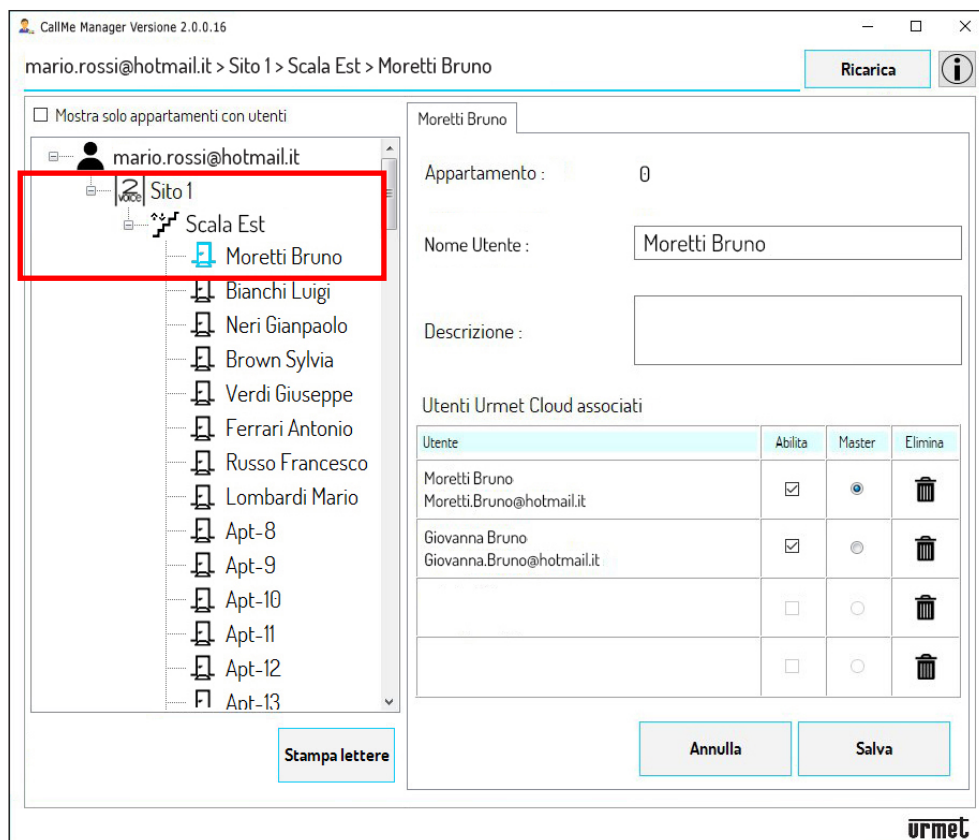 CallMe Manager Versione 2.0.0.16
mario.rossi@hotmail.it > Sito 1 > Scala Est > Moretti Bruno
Ricarica
Mostra solo appartamenti con utenti
mario.rossi@hotmail.it
2 VOICE Sito 1
Scala Est
Moretti Bruno
Bianchi Luigi
Neri Gianpaolo
Brown Sylvia
Verdi Giuseppe
Ferrari Antonio
Russo Francesco
Lombardi Mario
Apt-8
Apt-9
Apt-10
Apt-11
Apt-12
Apt-13
Stampa lettere
Moretti Bruno
Appartamento : 0
Nome Utente : Moretti Bruno
Descrizione :
Utenti Urmet Cloud associati
Utente Abilita Master Elimina
Moretti Bruno
Moretti.Bruno@hotmail.it
Giovanna Bruno
Giovanna.Bruno@hotmail.it
Annulla Salva
urmet